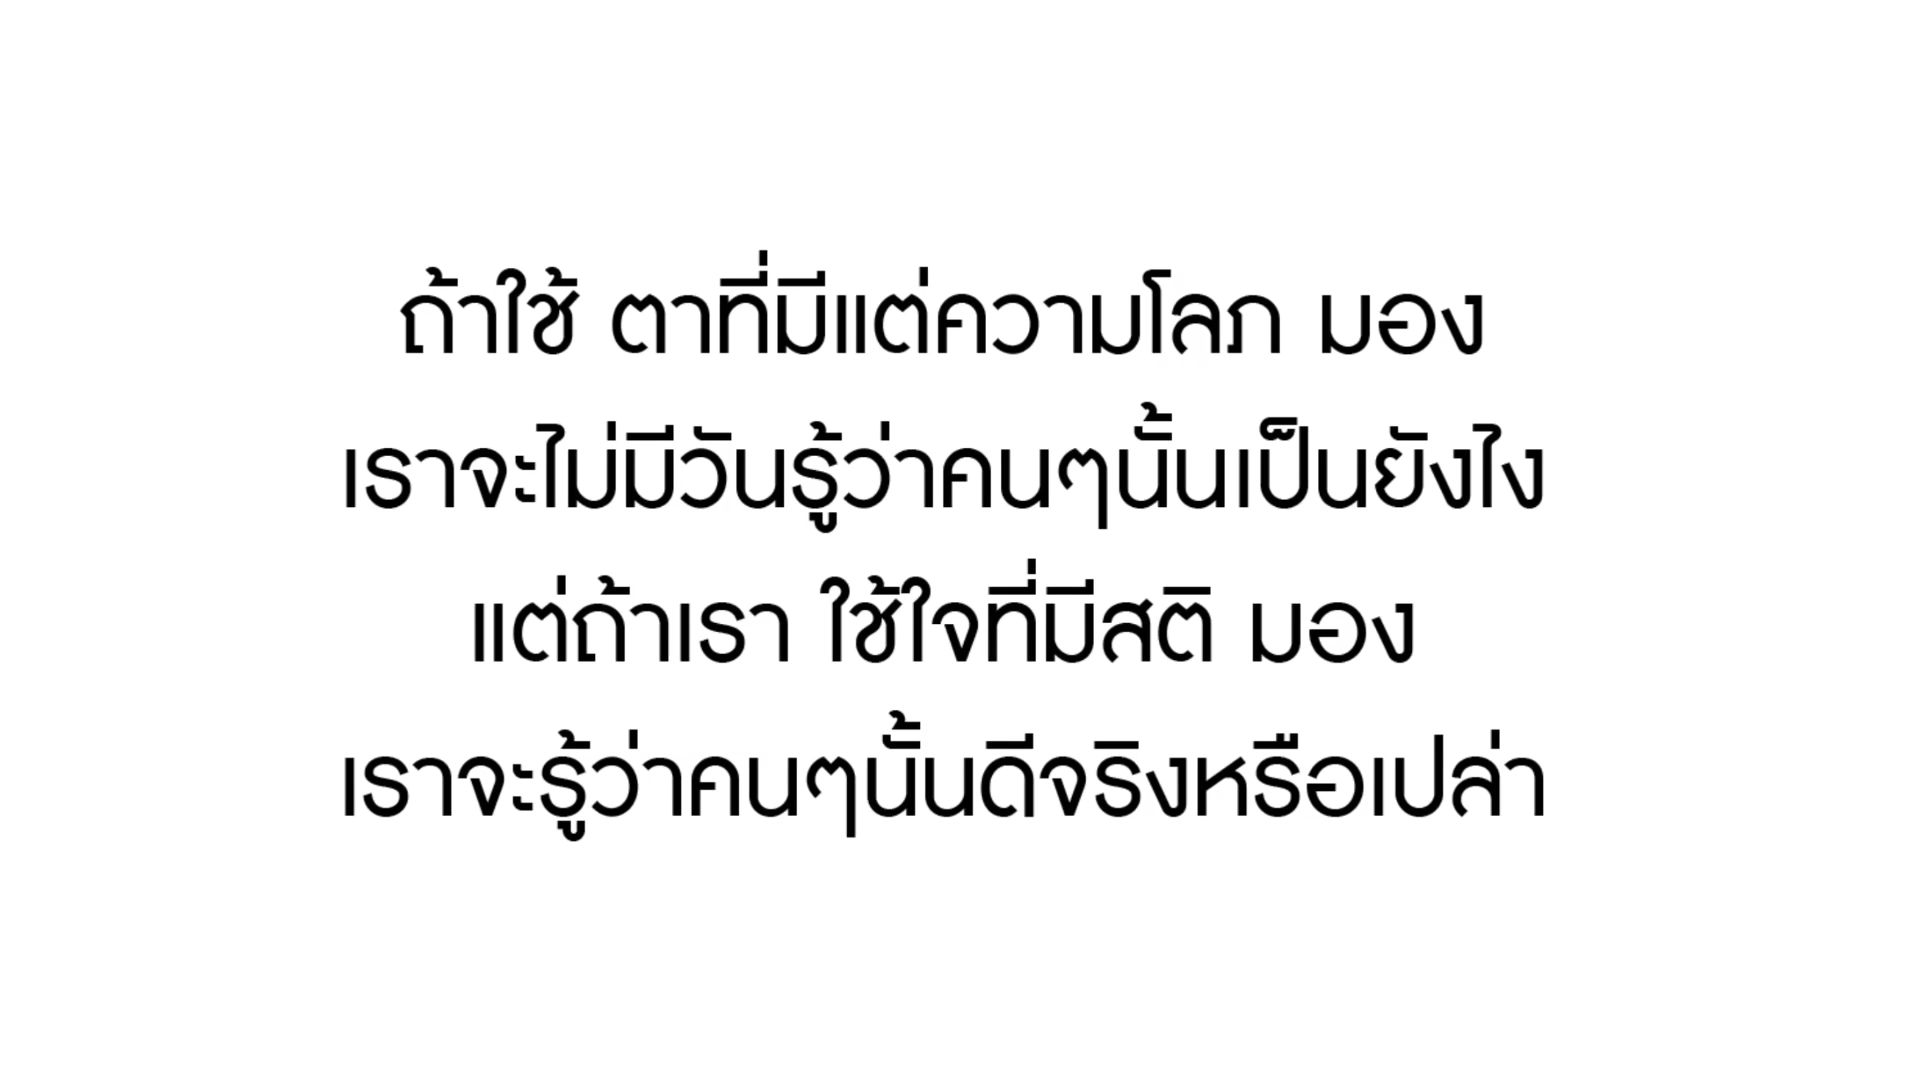 ถ้าใช้ ตาที่มีแต่ความโลภ มอง
เราจะไม่มีวันรู้ว่าคนๆนั้นเป็นยังไง
แต่ถ้าเรา ใช้ใจที่มีสติ มอง
เราจะรู้ว่าคนๆนั้นดีจริงหรือเปล่า